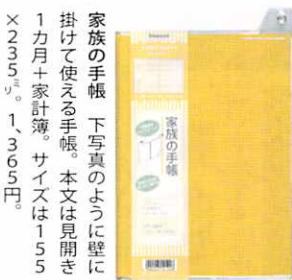 家族の手帳　下写真のように壁に
掛けて使える手帳。本文は見開き
1カ月＋家計簿。サイズは155
×235ミリ。1、365円。
家族の手帳